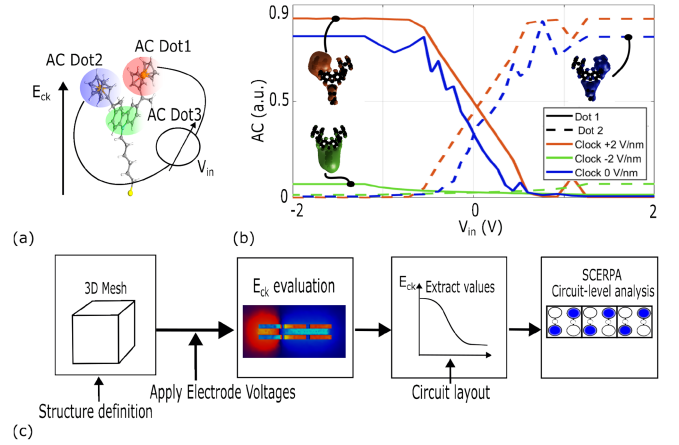 AC Dot1
AC Dot2
E_ck
AC Dot3
V_in
(a)
0.9
0.5
0
AC (a.u.)
-2
-1
0
1
2
V_in (V)
Dot 1
Dot 2
Clock +2 V/nm
Clock -2 V/nm
Clock 0 V/nm
(b)
3D Mesh
Structure definition
Apply Electrode Voltages
E_ck evaluation
E_ck
Extract values
Circuit layout
SCERPA
Circuit-level analysis
(c)